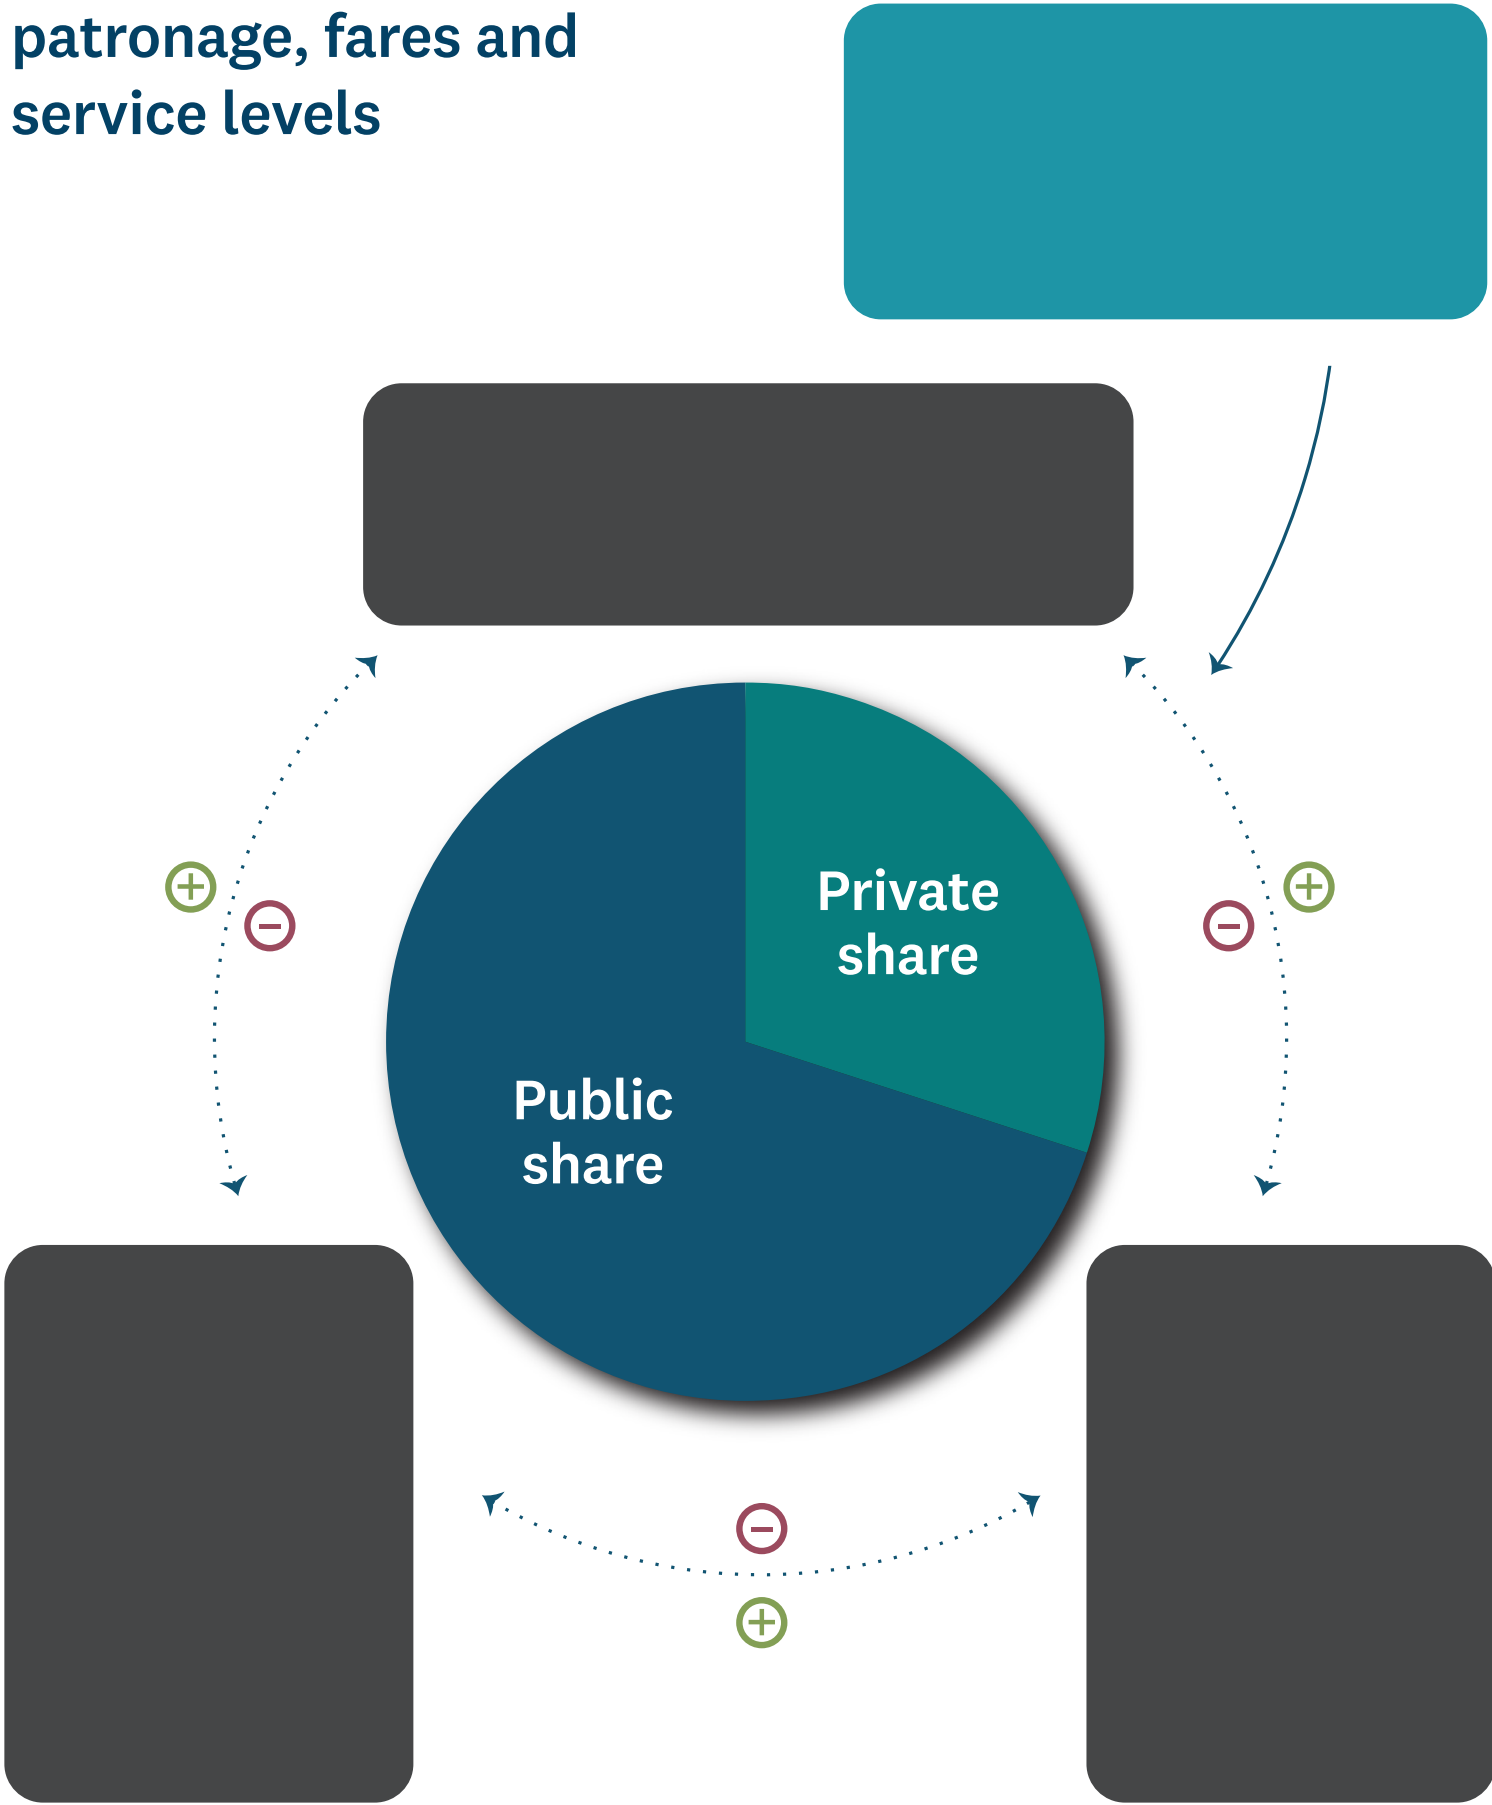 patronage, fares and
service levels
Private
share
Public
share